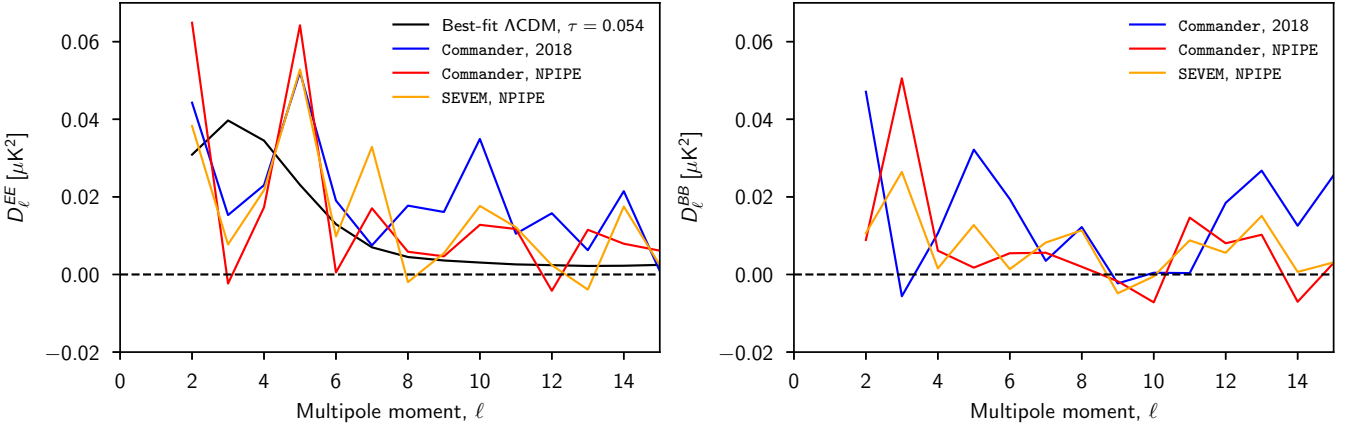 Best-fit ΛCDM, τ = 0.054
Commander, 2018
Commander, NPIPE
SEVEM, NPIPE
0.06
0.04
0.02
0.00
−0.02
D_ℓ^{EE} [μK²]
0 2 4 6 8 10 12 14
Multipole moment, ℓ
Commander, 2018
Commander, NPIPE
SEVEM, NPIPE
0.06
0.04
0.02
0.00
−0.02
D_ℓ^{BB} [μK²]
0 2 4 6 8 10 12 14
Multipole moment, ℓ